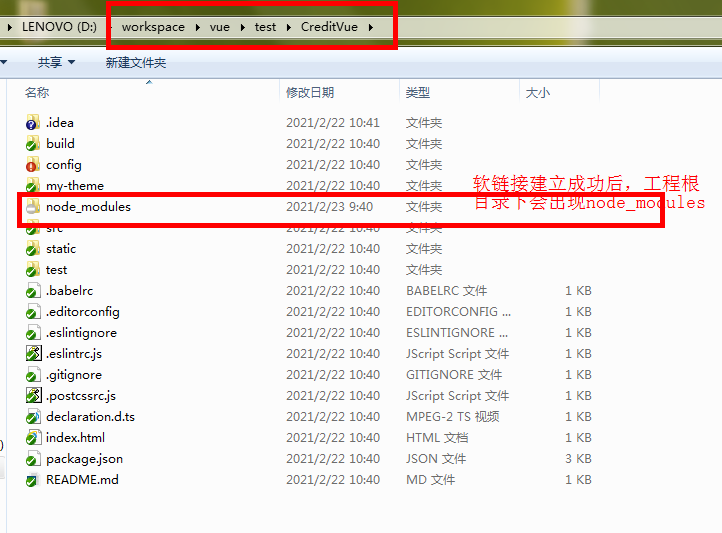 LENOVO (D:) workspace vue test CreditVue
共享 新建文件夹
名称 修改日期 类型 大小
.idea 2021/2/22 10:41 文件夹
build 2021/2/22 10:40 文件夹
config 2021/2/22 10:40 文件夹
my-theme 2021/2/22 10:40 文件夹
软链接建立成功后，工程根
目录下会出现node_modules
node_modules 2021/2/23 9:40 文件夹
src 2021/2/22 10:40 文件夹
static 2021/2/22 10:40 文件夹
test 2021/2/22 10:40 文件夹
.babelrc 2021/2/22 10:40 BABELRC 文件 1 KB
.editorconfig 2021/2/22 10:40 EDITORCONFIG ... 1 KB
.eslintignore 2021/2/22 10:40 ESLINTIGNORE ... 1 KB
.eslintrc.js 2021/2/22 10:40 JScript Script 文件 1 KB
.gitignore 2021/2/22 10:40 GITIGNORE 文件 1 KB
.postcssrc.js 2021/2/22 10:40 JScript Script 文件 1 KB
declaration.d.ts 2021/2/22 10:40 MPEG-2 TS 视频 1 KB
index.html 2021/2/22 10:40 HTML 文档 1 KB
package.json 2021/2/22 10:40 JSON 文件 3 KB
README.md 2021/2/22 10:40 MD 文件 1 KB
)